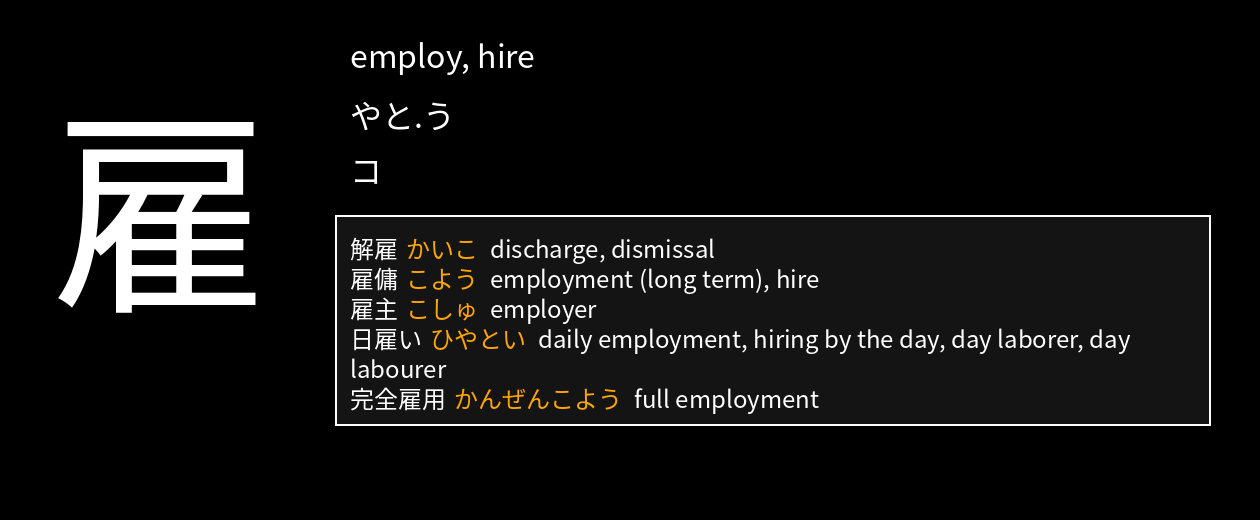 雇
employ, hire
やと.う
コ
解雇 かいこ discharge, dismissal
雇傭 こよう employment (long term), hire
雇主 こしゅ employer
日雇い ひやとい daily employment, hiring by the day, day laborer, day
labourer
完全雇用 かんぜんこよう full employment